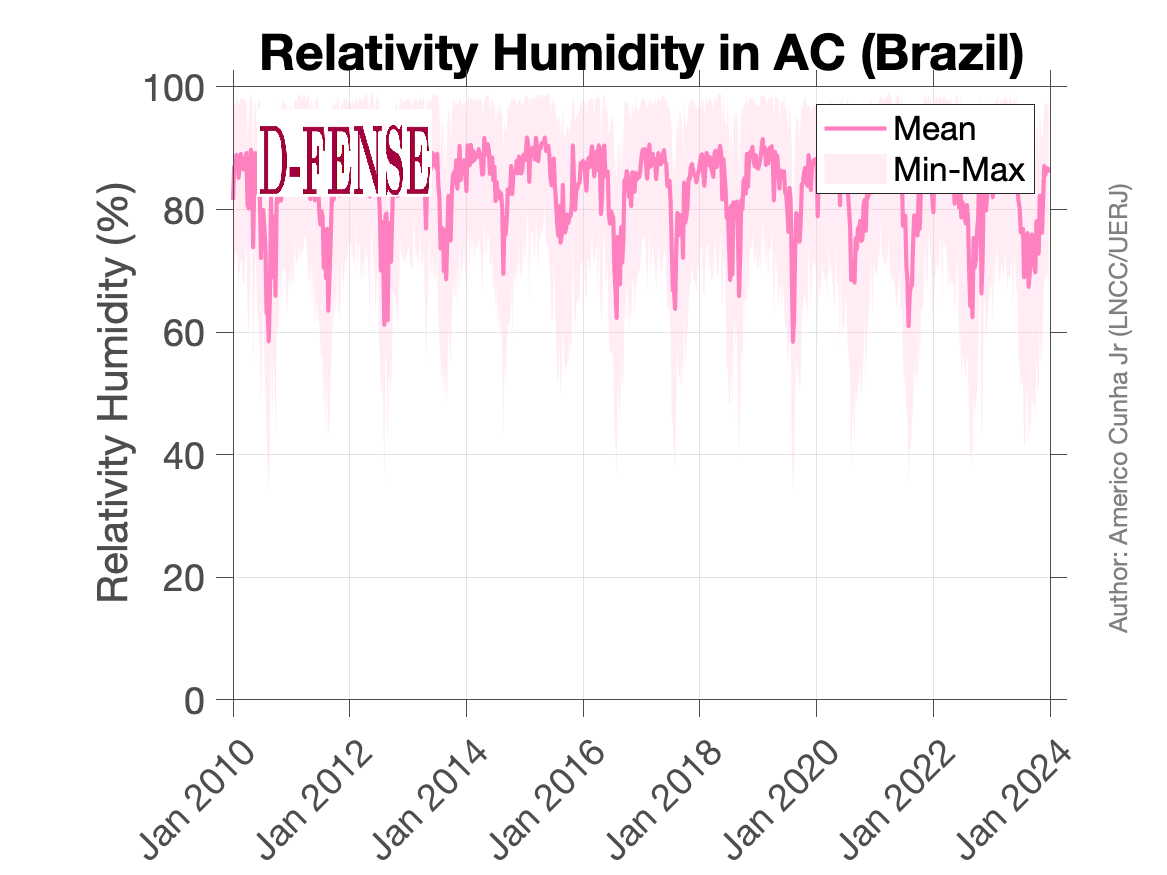 Relativity Humidity in AC (Brazil)
100
80
60
40
20
0
Relativity Humidity (%)
D-FENSE
Mean
Min-Max
Jan 2010
Jan 2012
Jan 2014
Jan 2016
Jan 2018
Jan 2020
Jan 2022
Jan 2024
Author: Americo Cunha Jr (LNCC/UERJ)